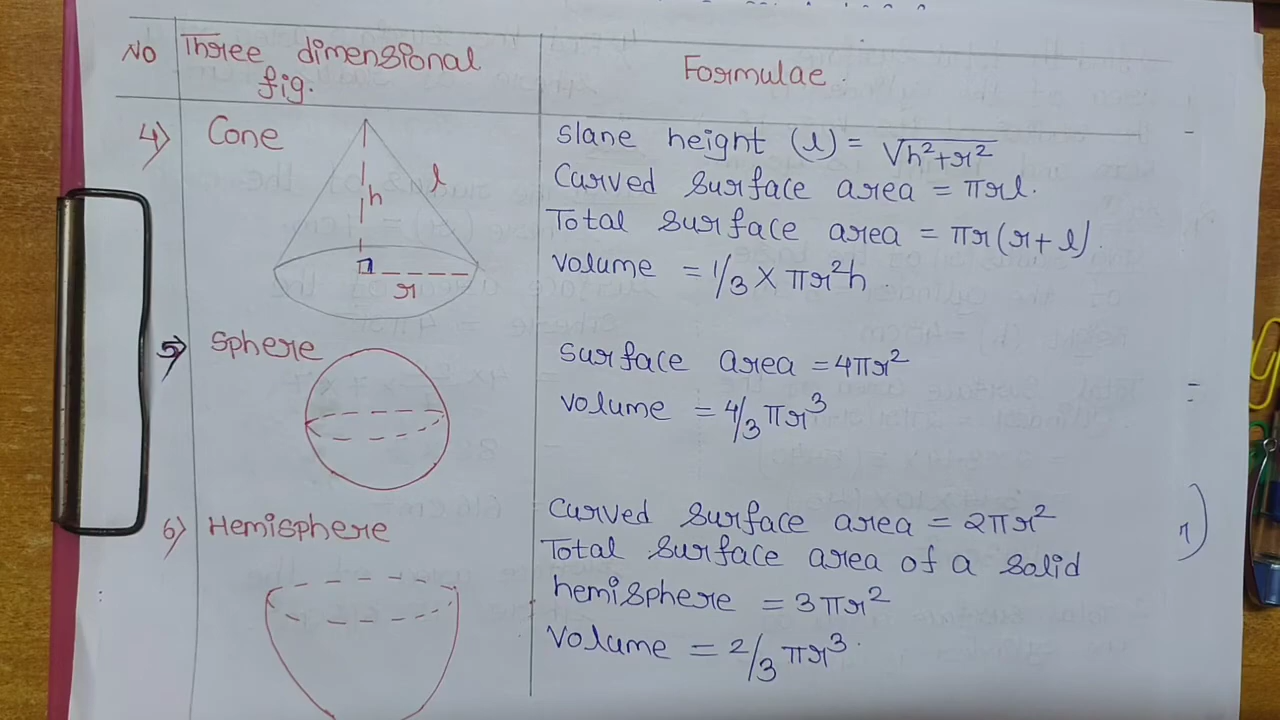 No Three dimensional fig. Formulae.
4) Cone
h
l
r
Slane height (l) = √h²+r²
Curved surface area = πrl.
Total surface area = πr(r+l).
volume = 1/3 × πr²h.
5) Sphere
Surface area = 4πr²
volume = 4/3 πr³
6) Hemisphere
Curved surface area = 2πr²
Total surface area of a solid
hemisphere = 3πr²
Volume = 2/3 πr³.